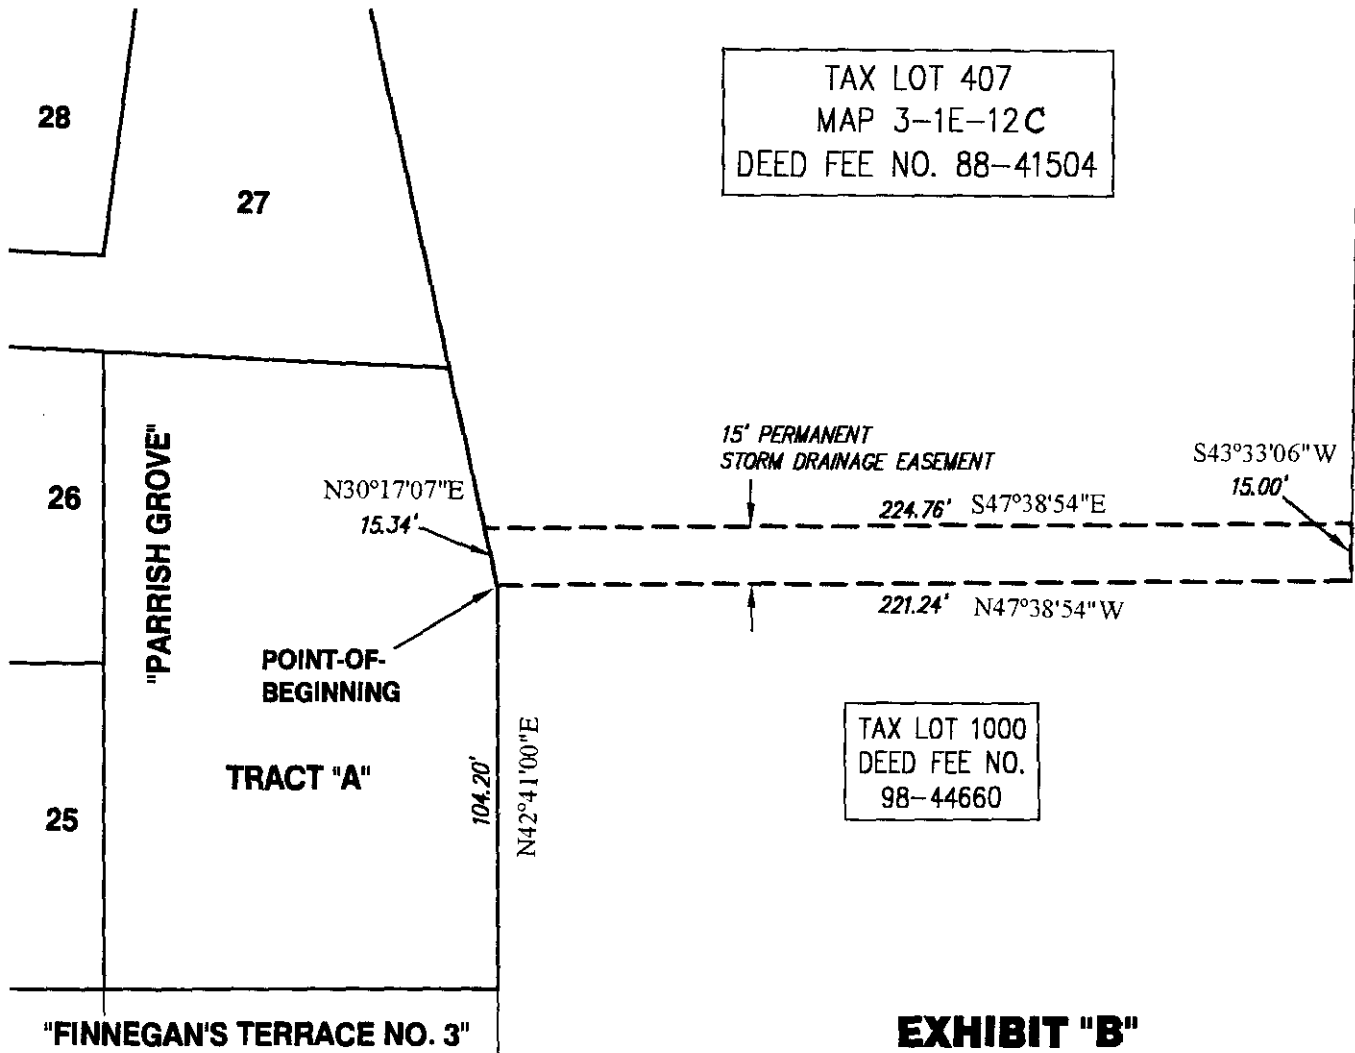 TAX LOT 407
MAP 3-1E-12C
DEED FEE NO. 88-41504
28
27
15' PERMANENT
STORM DRAINAGE EASEMENT
S43°33'06"W
15.00'
N30°17'07"E
15.34'
224.76' S47°38'54"E
26
"PARRISH GROVE"
221.24' N47°38'54"W
POINT-OF-
BEGINNING
TRACT "A"
104.20'
N42°41'00"E
TAX LOT 1000
DEED FEE NO.
98-44660
25
"FINNEGAN'S TERRACE NO. 3"
EXHIBIT "B"